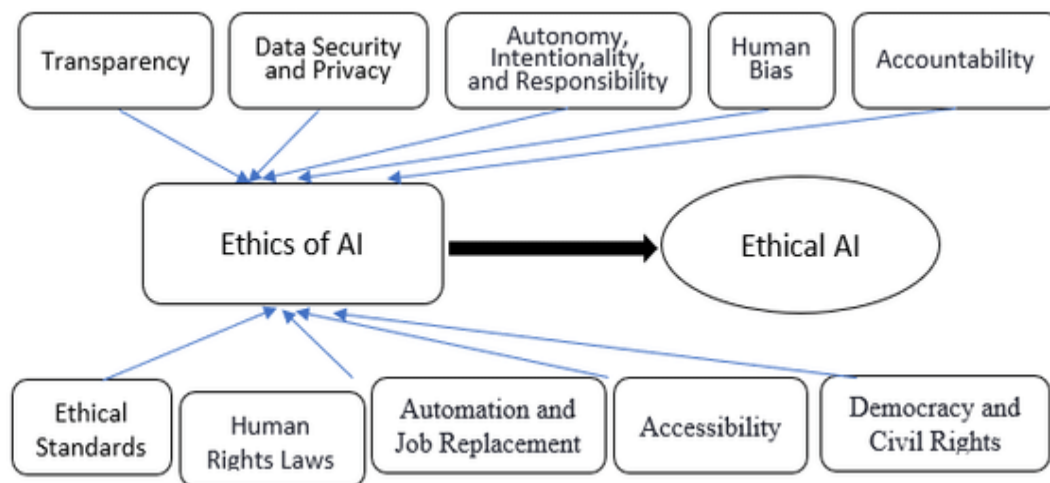 Transparency
Data Security
and Privacy
Autonomy,
Intentionality,
and Responsibility
Human
Bias
Accountability
Ethics of AI
Ethical AI
Ethical
Standards
Human
Rights Laws
Automation and
Job Replacement
Accessibility
Democracy and
Civil Rights